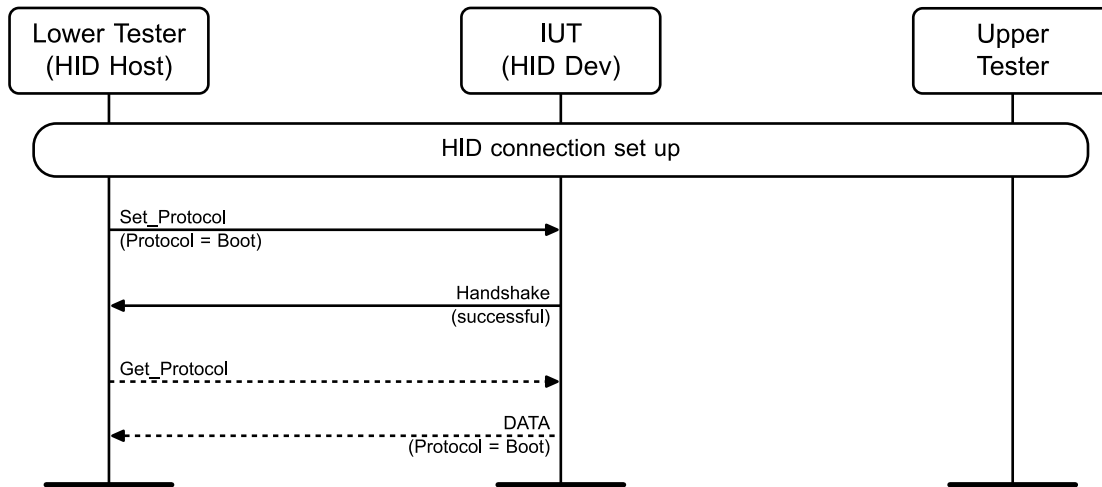 Lower Tester
(HID Host)
IUT
(HID Dev)
Upper
Tester
HID connection set up
Set_Protocol
(Protocol = Boot)
Handshake
(successful)
Get_Protocol
DATA
(Protocol = Boot)